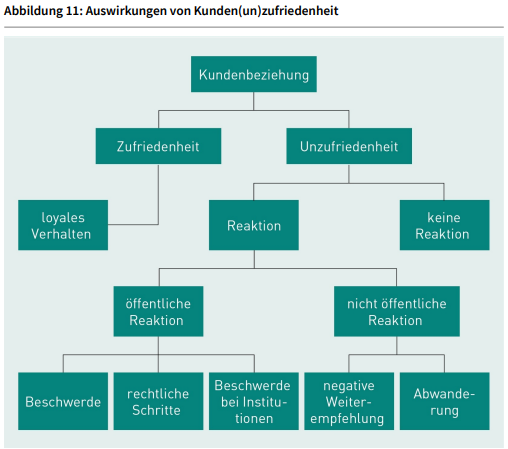 Abbildung 11: Auswirkungen von Kunden(un)zufriedenheit
Kundenbeziehung
Zufriedenheit
Unzufriedenheit
loyales
Verhalten
Reaktion
keine
Reaktion
öffentliche
Reaktion
nicht öffentliche
Reaktion
Beschwerde
rechtliche
Schritte
Beschwerde
bei Institu-
tionen
negative
Weiter-
empfehlung
Abwande-
rung